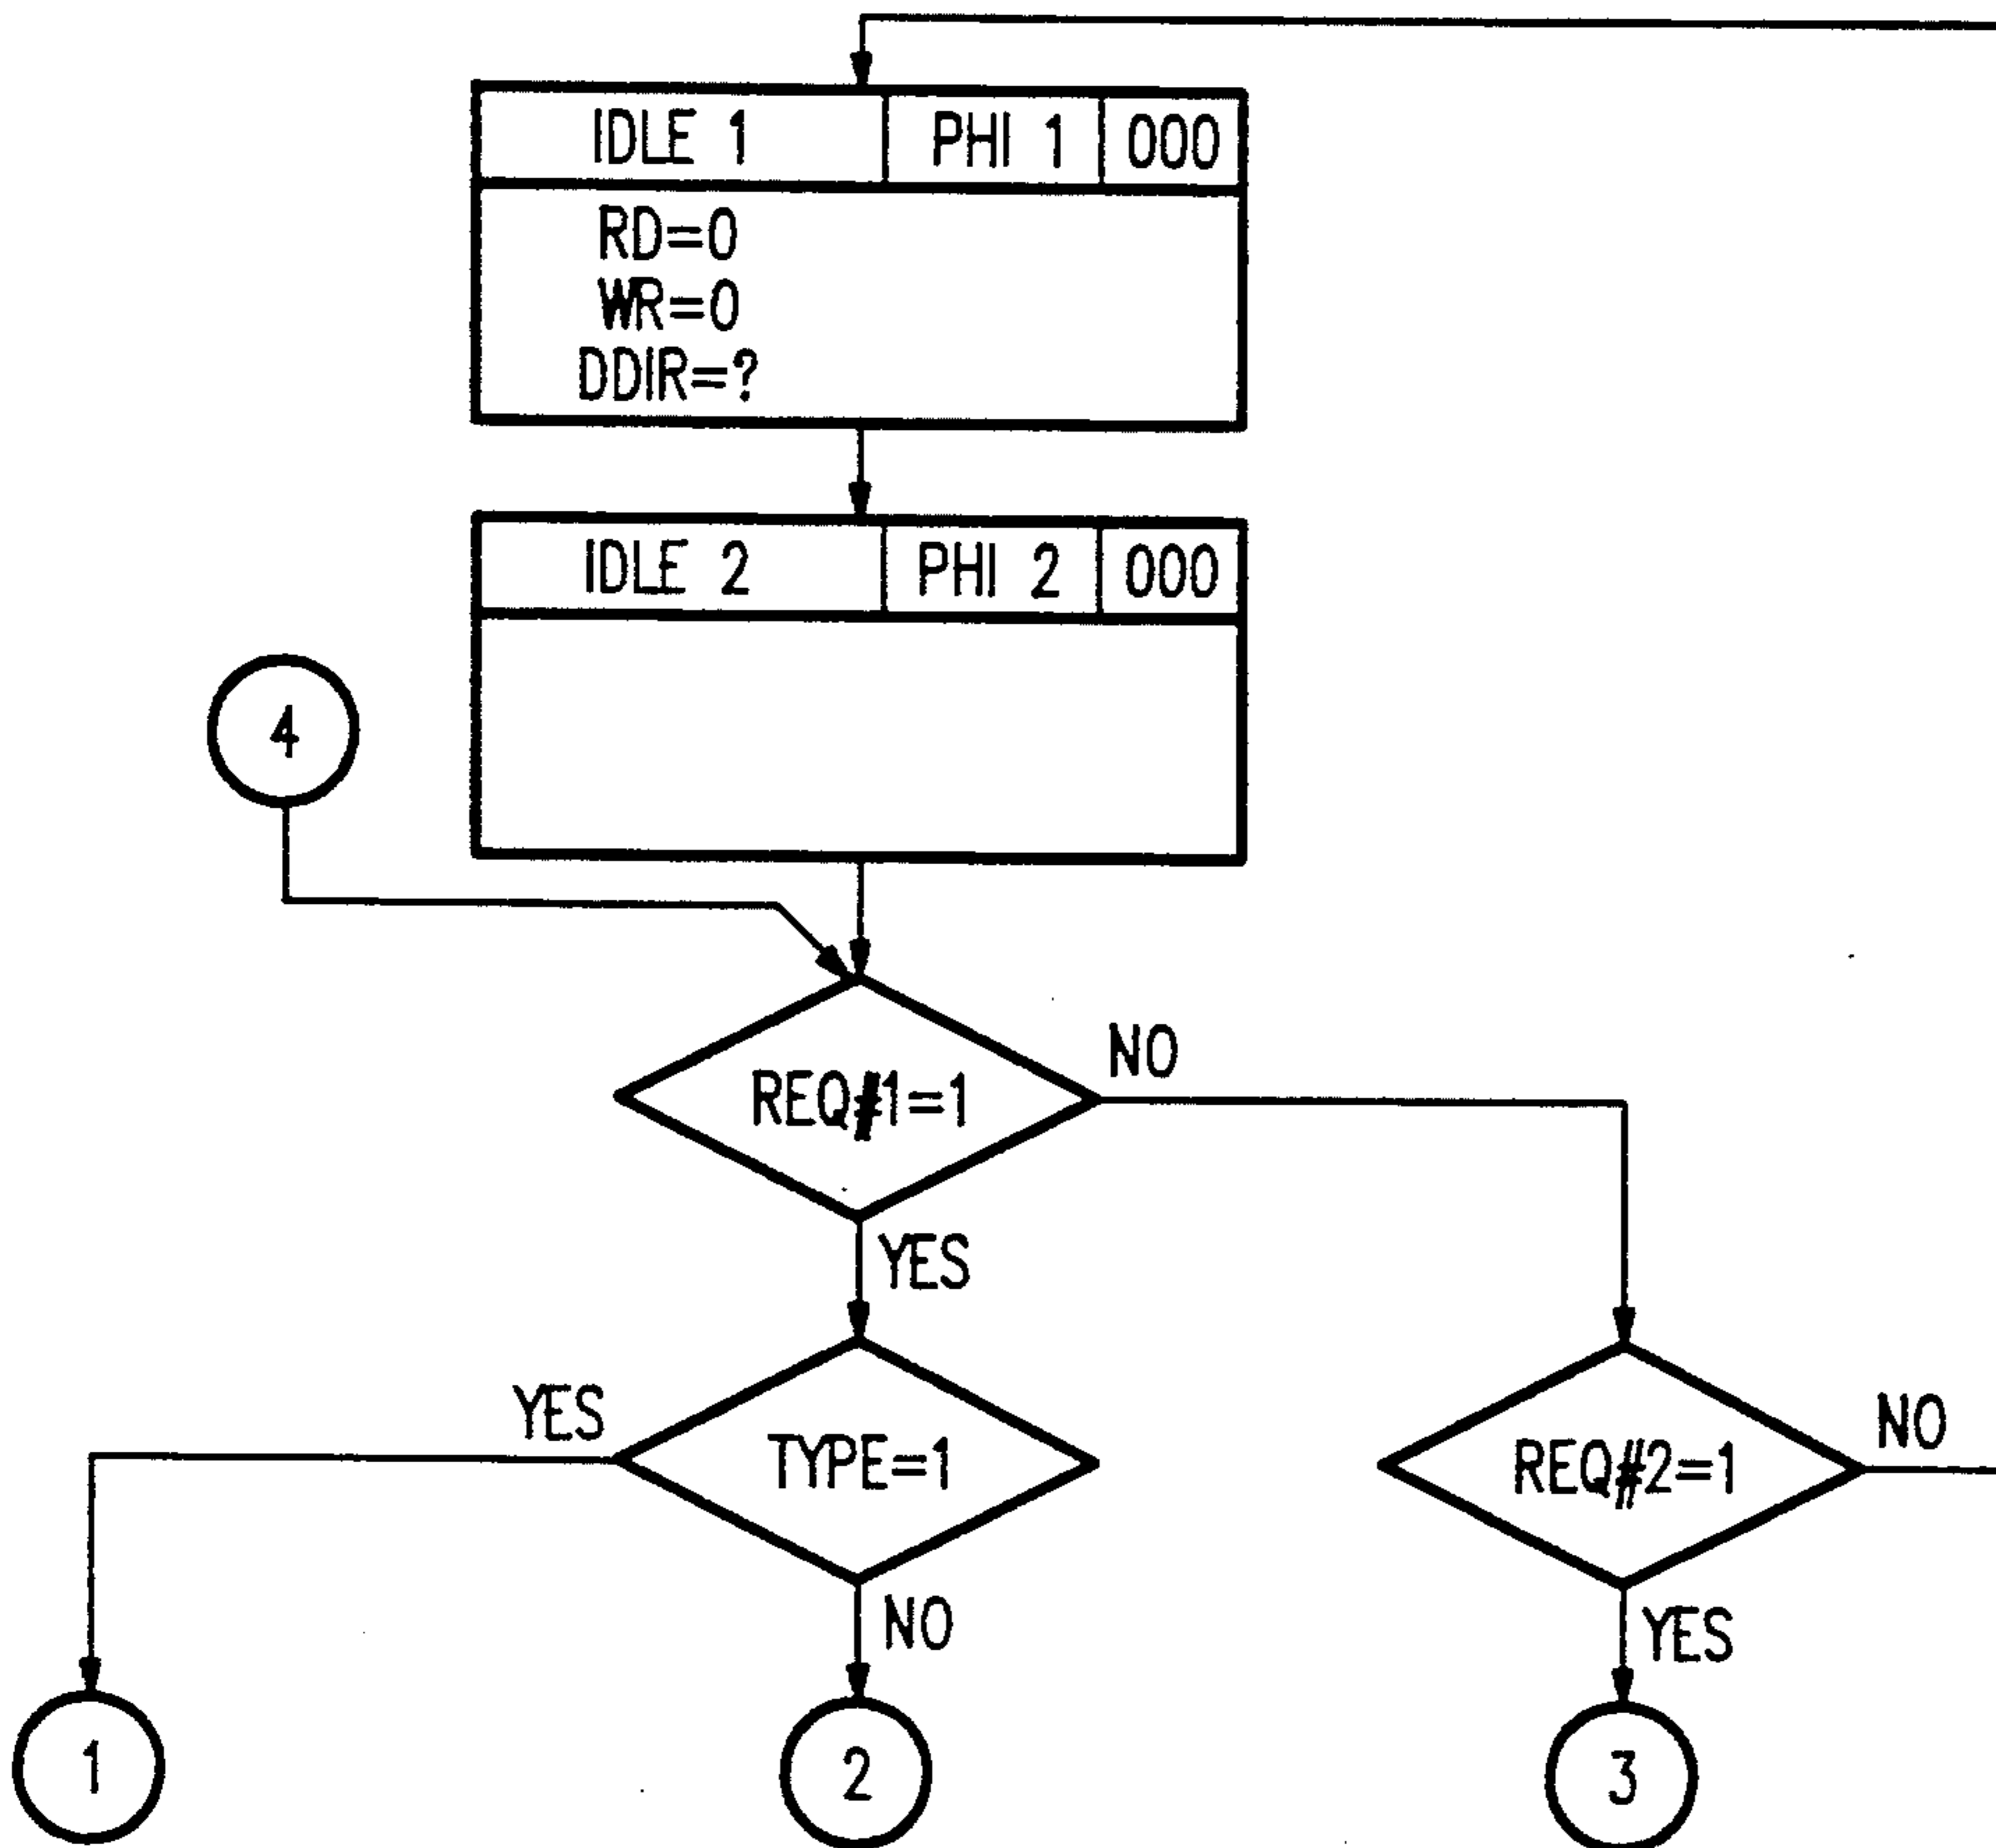 IDLE 1 PHI 1 000
RD=0
WR=0
DDIR=?
IDLE 2 PHI 2 000
4
REQ#1=1
NO
YES
YES
TYPE=1
NO
REQ#2=1
NO
YES
1
2
3